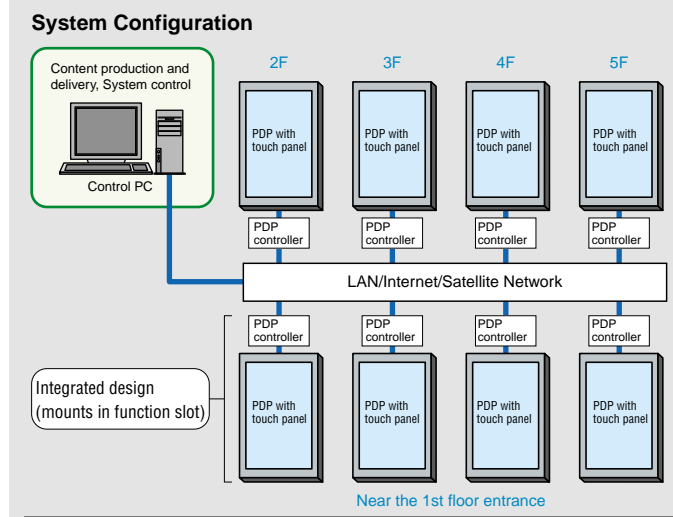 System Configuration
Content production and
delivery, System control
Control PC
2F
3F
4F
5F
PDP with
touch panel
PDP with
touch panel
PDP with
touch panel
PDP with
touch panel
PDP
controller
PDP
controller
PDP
controller
PDP
controller
LAN/Internet/Satellite Network
PDP
controller
PDP
controller
PDP
controller
PDP
controller
Integrated design
(mounts in function slot)
PDP with
touch panel
PDP with
touch panel
PDP with
touch panel
PDP with
touch panel
Near the 1st floor entrance